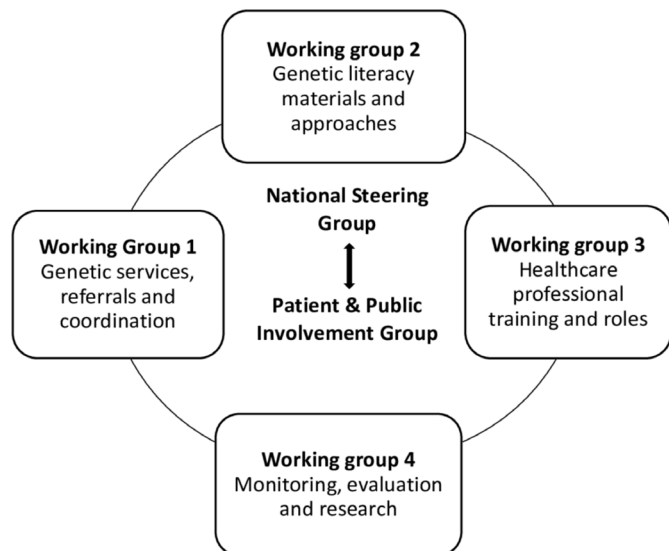 Working group 2
Genetic literacy
materials and
approaches
National Steering
Group
Patient & Public
Involvement Group
Working Group 1
Genetic services,
referrals and
coordination
Working group 3
Healthcare
professional
training and roles
Working group 4
Monitoring, evaluation
and research